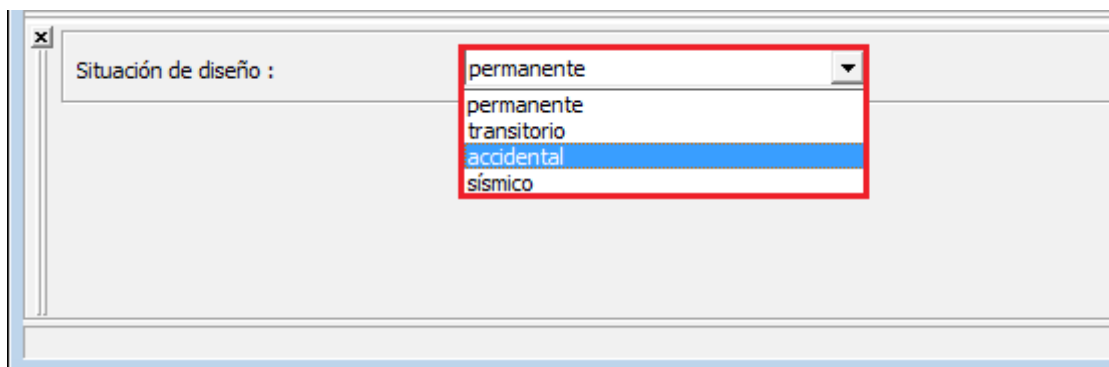 Situación de diseño :
permanente
permanente
transitorio
accidental
sísmico